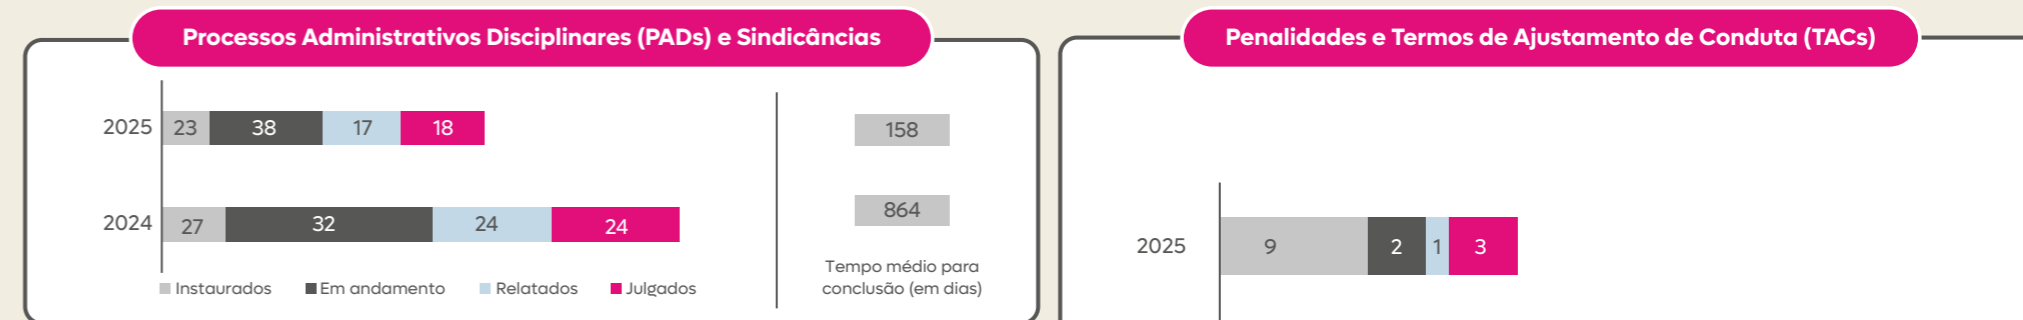 Processos Administrativos Disciplinares (PADs) e Sindicâncias
2025 23 38 17 18
158
2024 27 32 24 24
864
Instaurados Em andamento Relatados Julgados
Tempo médio para
conclusão (em dias)
Penalidades e Termos de Ajustamento de Conduta (TACs)
2025 9 2 1 3